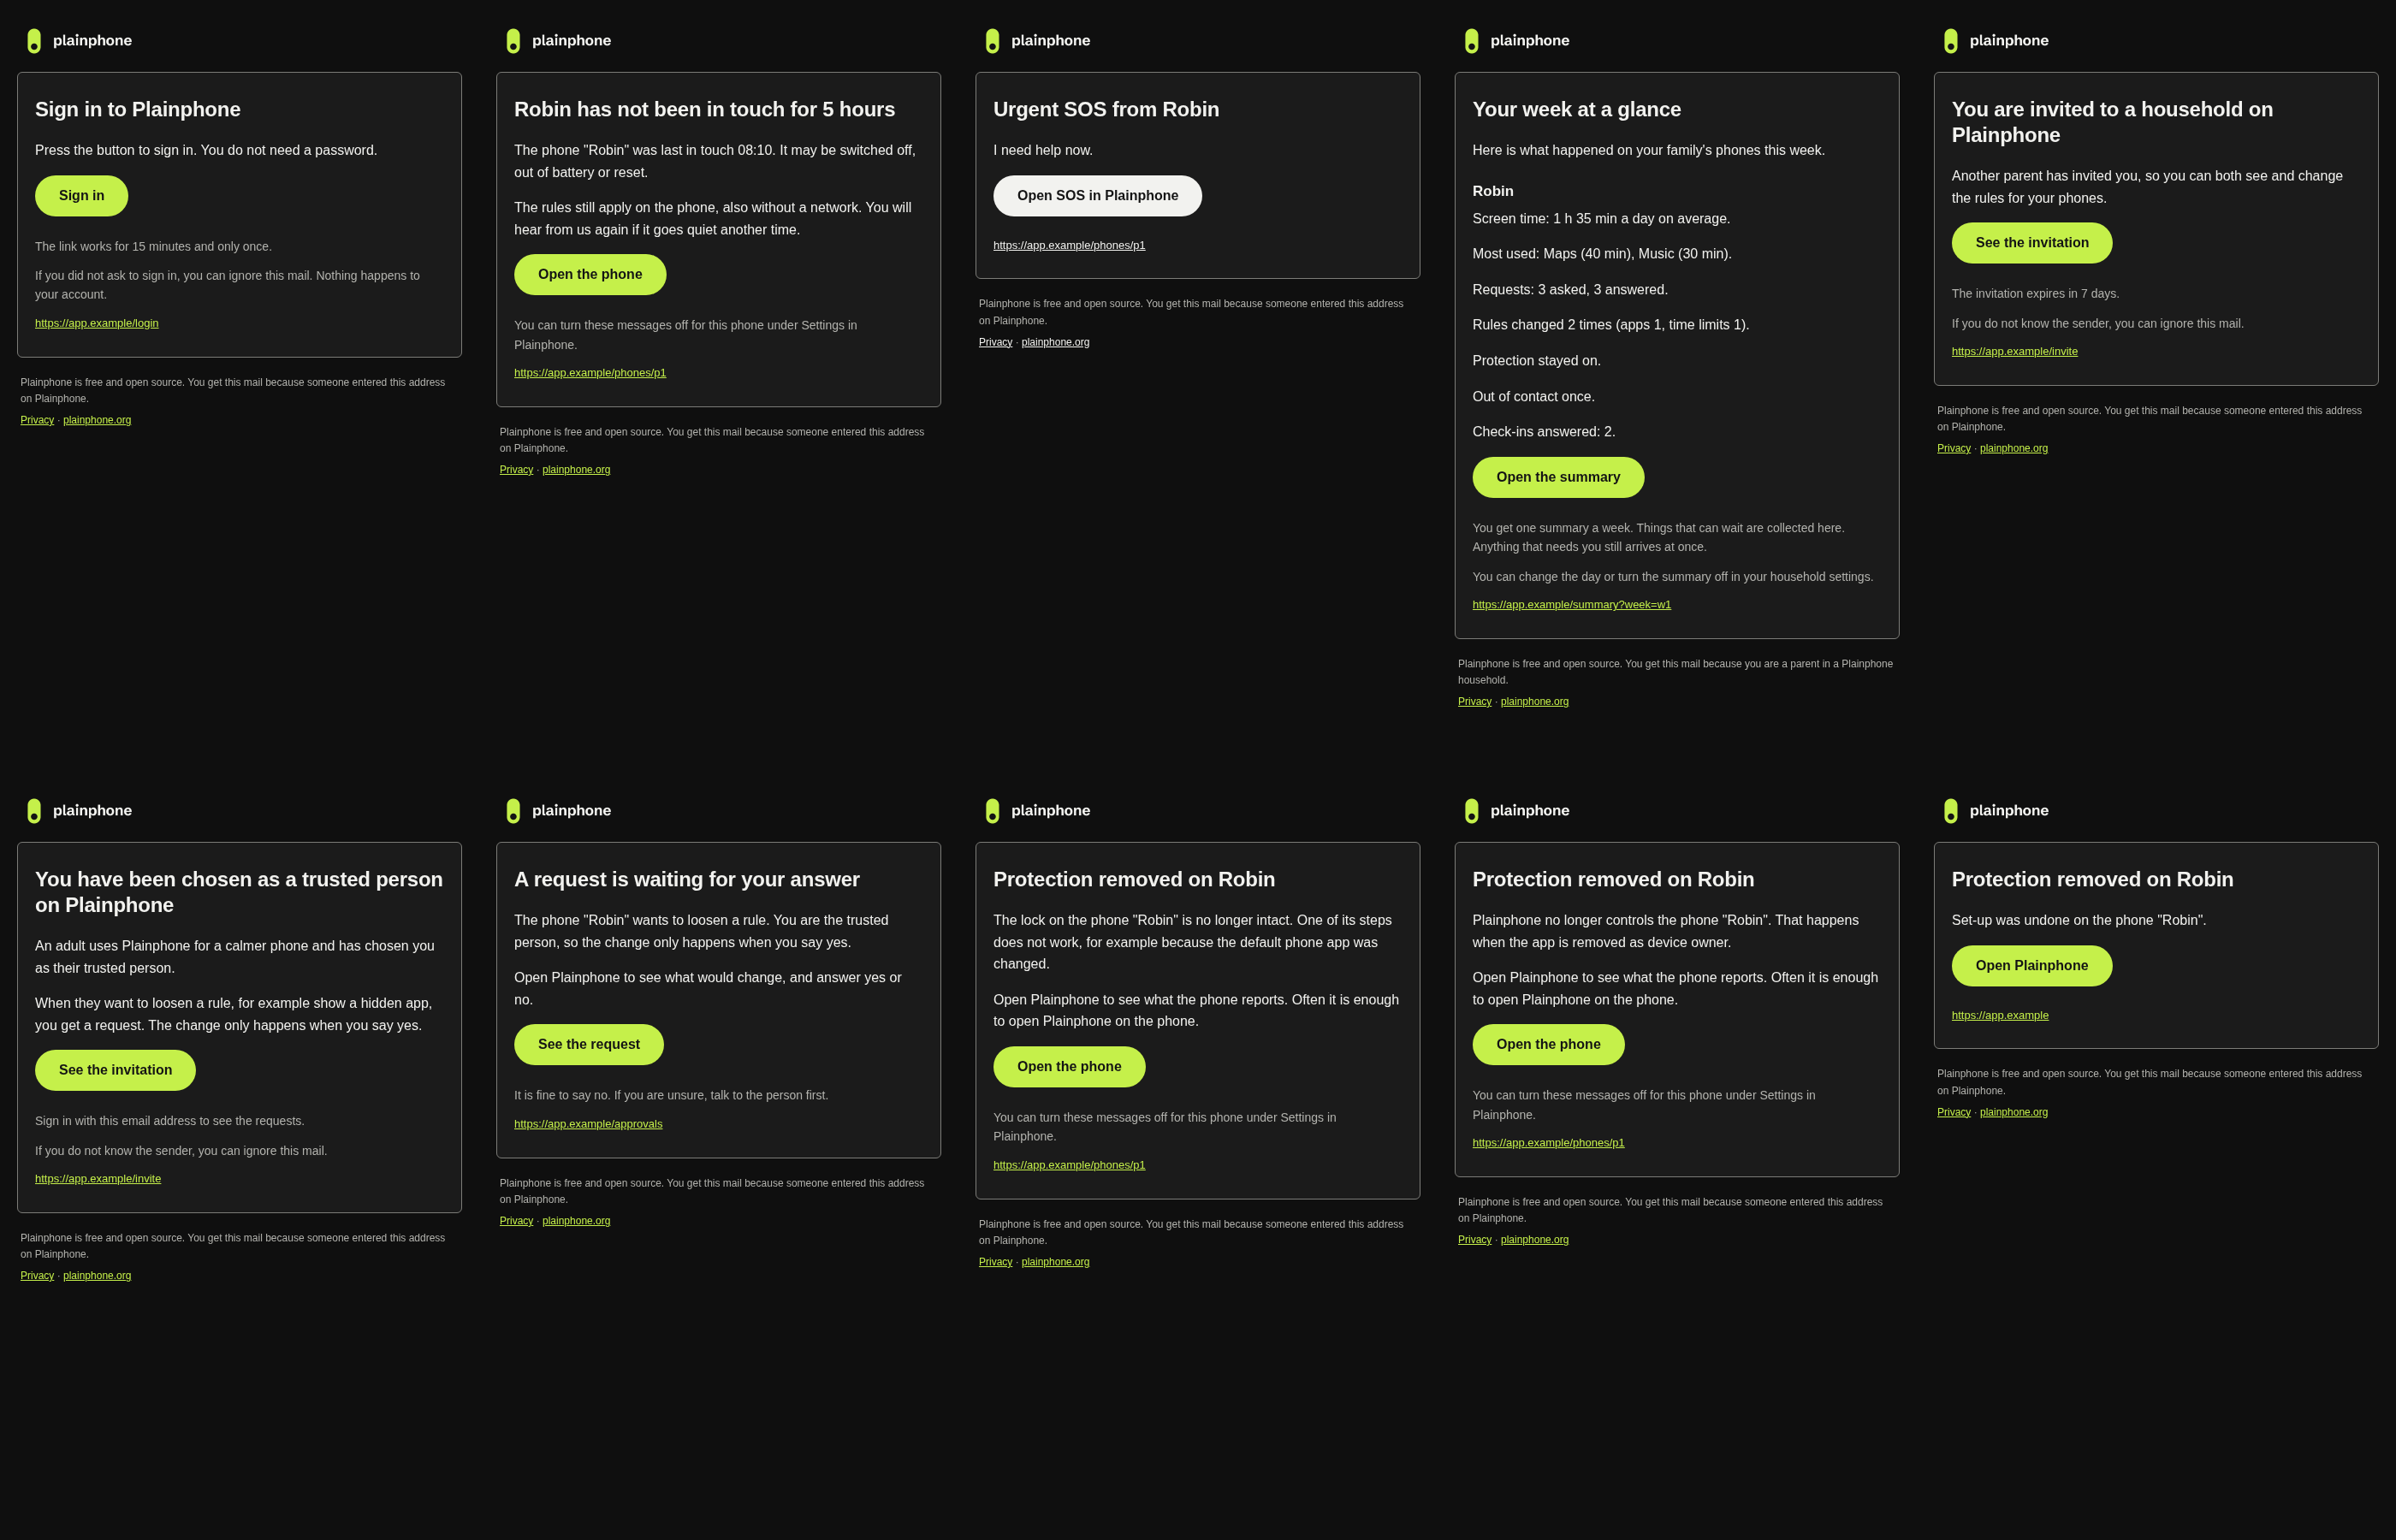 plainphone
Sign in to Plainphone
Press the button to sign in. You do not need a password.
Sign in
The link works for 15 minutes and only once.
If you did not ask to sign in, you can ignore this mail. Nothing happens to
your account.
https://app.example/login
Plainphone is free and open source. You get this mail because someone entered this address
on Plainphone.
Privacy · plainphone.org
plainphone
Robin has not been in touch for 5 hours
The phone "Robin" was last in touch 08:10. It may be switched off,
out of battery or reset.
The rules still apply on the phone, also without a network. You will
hear from us again if it goes quiet another time.
Open the phone
You can turn these messages off for this phone under Settings in
Plainphone.
https://app.example/phones/p1
Plainphone is free and open source. You get this mail because someone entered this address
on Plainphone.
Privacy · plainphone.org
plainphone
Urgent SOS from Robin
I need help now.
Open SOS in Plainphone
https://app.example/phones/p1
Plainphone is free and open source. You get this mail because someone entered this address
on Plainphone.
Privacy · plainphone.org
plainphone
Your week at a glance
Here is what happened on your family's phones this week.
Robin
Screen time: 1 h 35 min a day on average.
Most used: Maps (40 min), Music (30 min).
Requests: 3 asked, 3 answered.
Rules changed 2 times (apps 1, time limits 1).
Protection stayed on.
Out of contact once.
Check-ins answered: 2.
Open the summary
You get one summary a week. Things that can wait are collected here.
Anything that needs you still arrives at once.
You can change the day or turn the summary off in your household settings.
https://app.example/summary?week=w1
Plainphone is free and open source. You get this mail because you are a parent in a Plainphone
household.
Privacy · plainphone.org
plainphone
You are invited to a household on
Plainphone
Another parent has invited you, so you can both see and change
the rules for your phones.
See the invitation
The invitation expires in 7 days.
If you do not know the sender, you can ignore this mail.
https://app.example/invite
Plainphone is free and open source. You get this mail because someone entered this address
on Plainphone.
Privacy · plainphone.org
plainphone
You have been chosen as a trusted person
on Plainphone
An adult uses Plainphone for a calmer phone and has chosen you
as their trusted person.
When they want to loosen a rule, for example show a hidden app,
you get a request. The change only happens when you say yes.
See the invitation
Sign in with this email address to see the requests.
If you do not know the sender, you can ignore this mail.
https://app.example/invite
Plainphone is free and open source. You get this mail because someone entered this address
on Plainphone.
Privacy · plainphone.org
plainphone
A request is waiting for your answer
The phone "Robin" wants to loosen a rule. You are the trusted
person, so the change only happens when you say yes.
Open Plainphone to see what would change, and answer yes or
no.
See the request
It is fine to say no. If you are unsure, talk to the person first.
https://app.example/approvals
Plainphone is free and open source. You get this mail because someone entered this address
on Plainphone.
Privacy · plainphone.org
plainphone
Protection removed on Robin
The lock on the phone "Robin" is no longer intact. One of its steps
does not work, for example because the default phone app was
changed.
Open Plainphone to see what the phone reports. Often it is enough
to open Plainphone on the phone.
Open the phone
You can turn these messages off for this phone under Settings in
Plainphone.
https://app.example/phones/p1
Plainphone is free and open source. You get this mail because someone entered this address
on Plainphone.
Privacy · plainphone.org
plainphone
Protection removed on Robin
Plainphone no longer controls the phone "Robin". That happens
when the app is removed as device owner.
Open Plainphone to see what the phone reports. Often it is enough
to open Plainphone on the phone.
Open the phone
You can turn these messages off for this phone under Settings in
Plainphone.
https://app.example/phones/p1
Plainphone is free and open source. You get this mail because someone entered this address
on Plainphone.
Privacy · plainphone.org
plainphone
Protection removed on Robin
Set-up was undone on the phone "Robin".
Open Plainphone
https://app.example
Plainphone is free and open source. You get this mail because someone entered this address
on Plainphone.
Privacy · plainphone.org